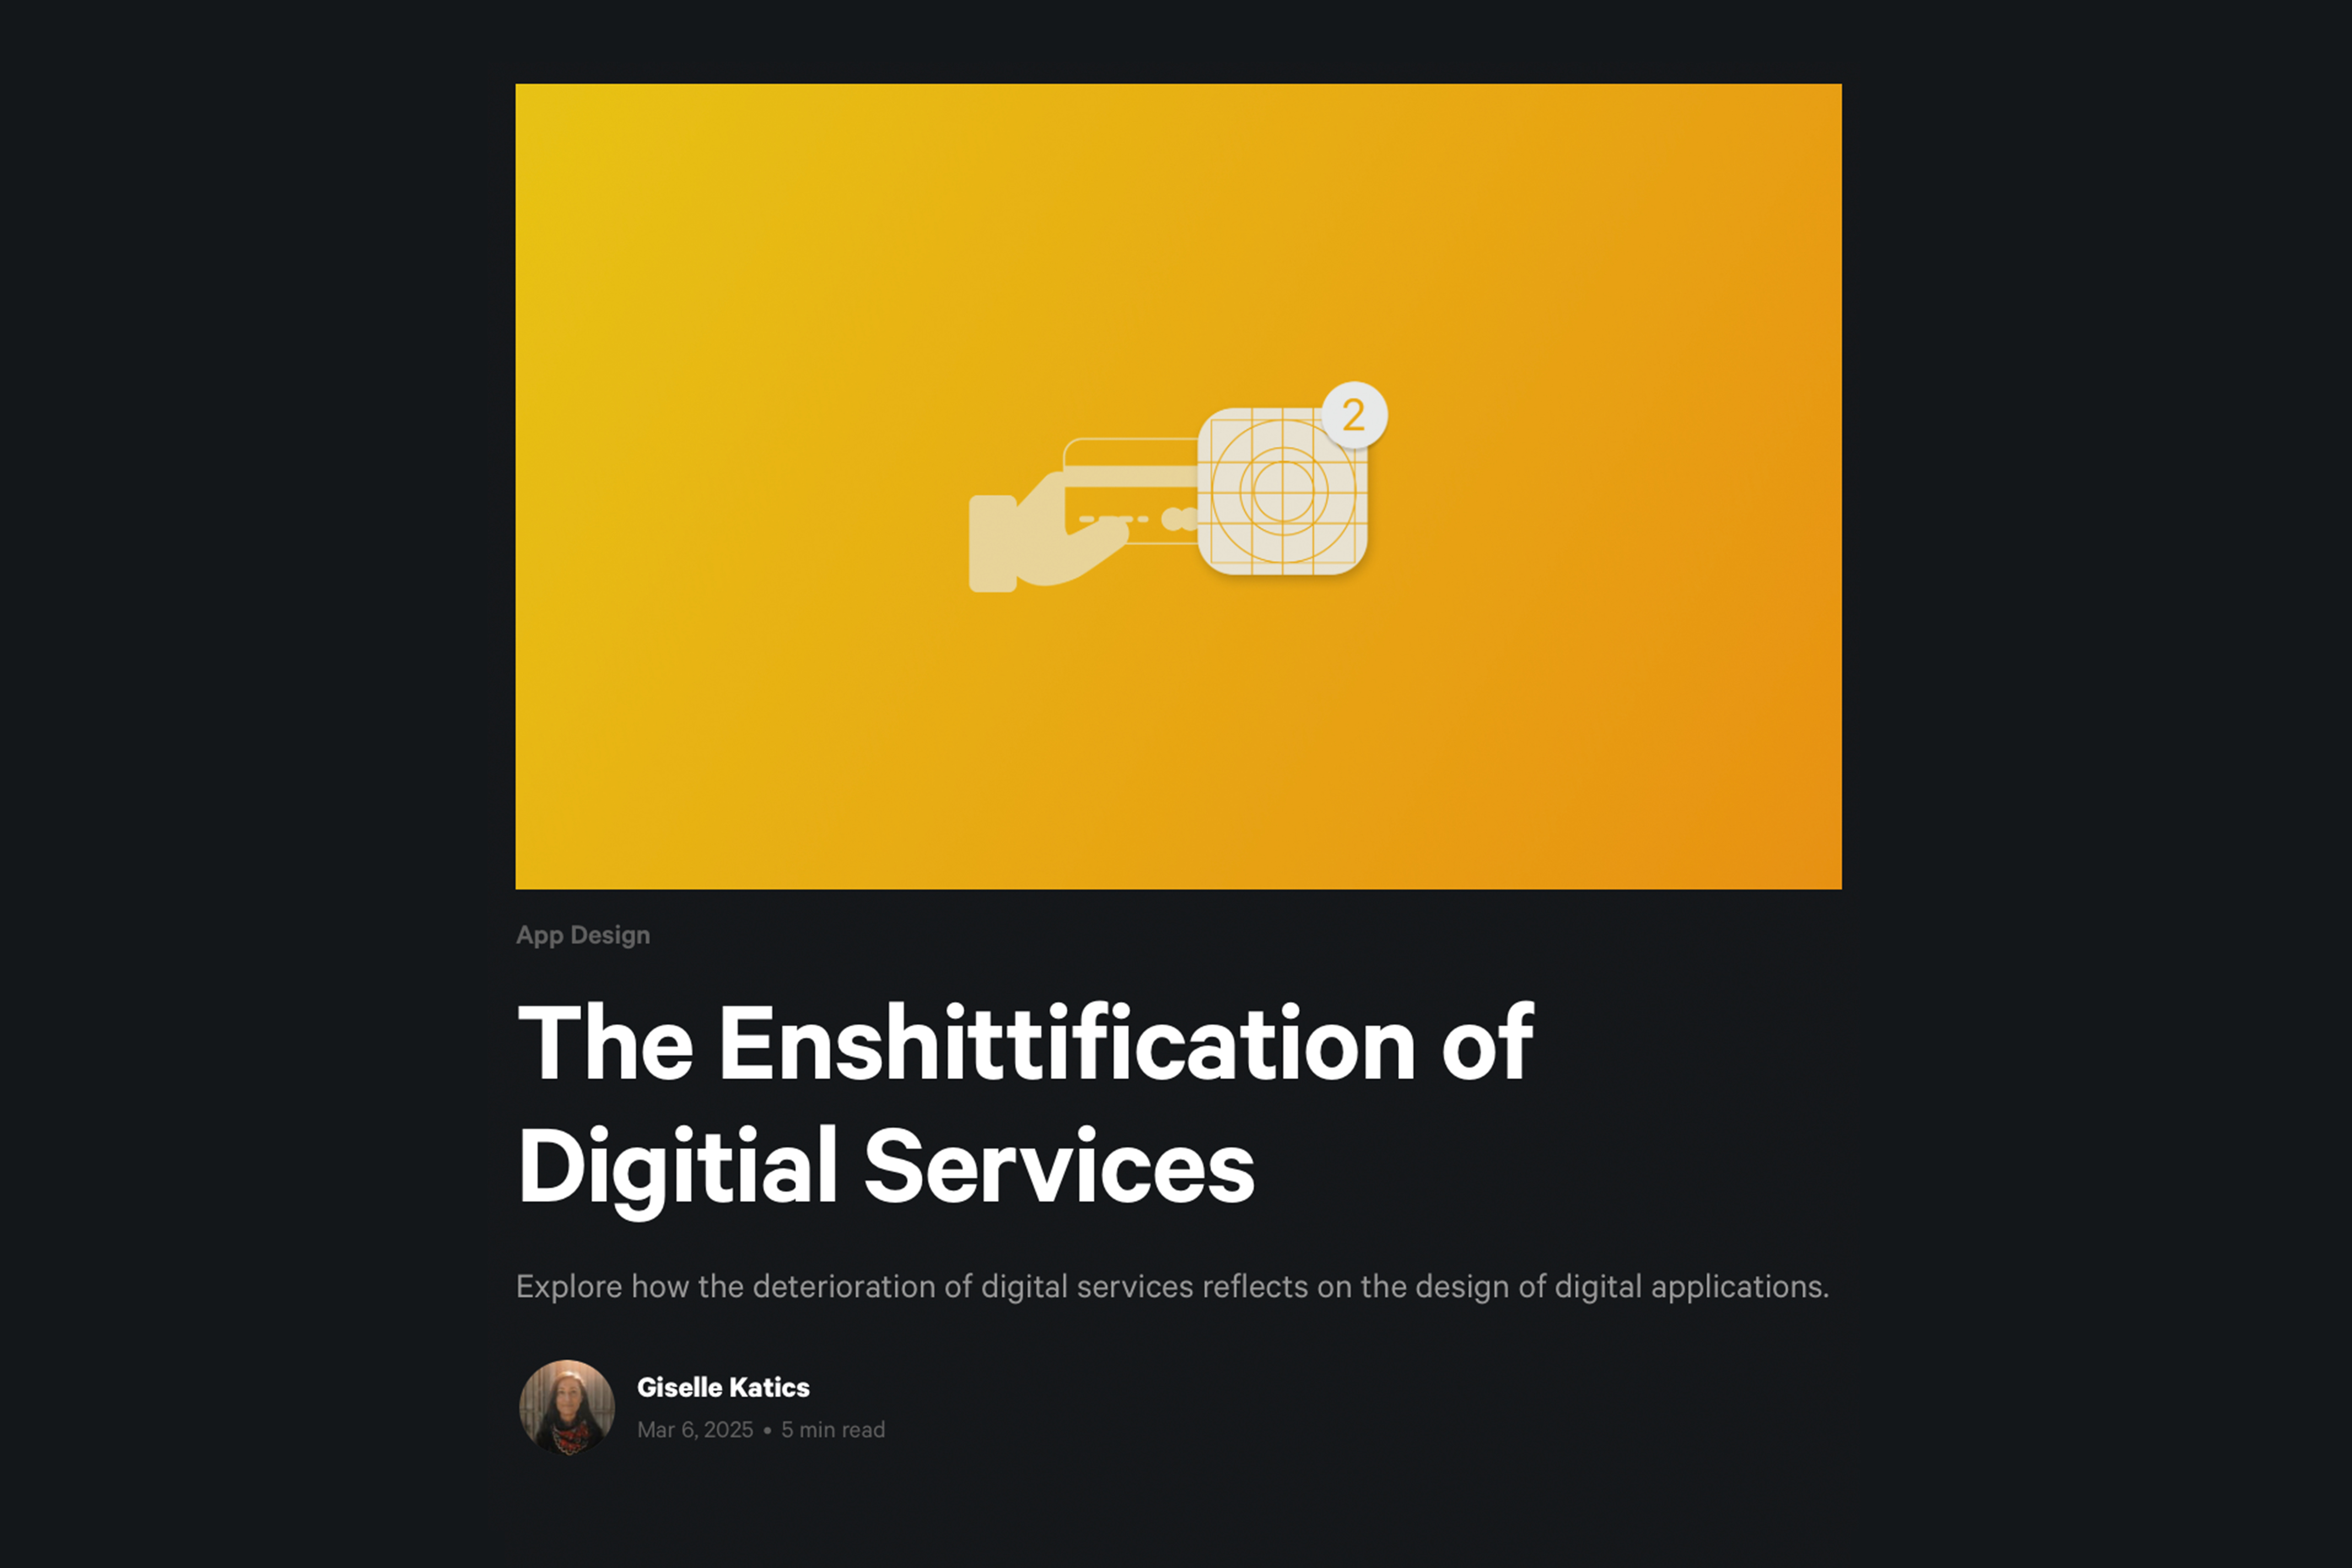 2
App Design
The Enshittification of
Digitial Services
Explore how the deterioration of digital services reflects on the design of digital applications.
Giselle Katics
Mar 6, 2025 • 5 min read